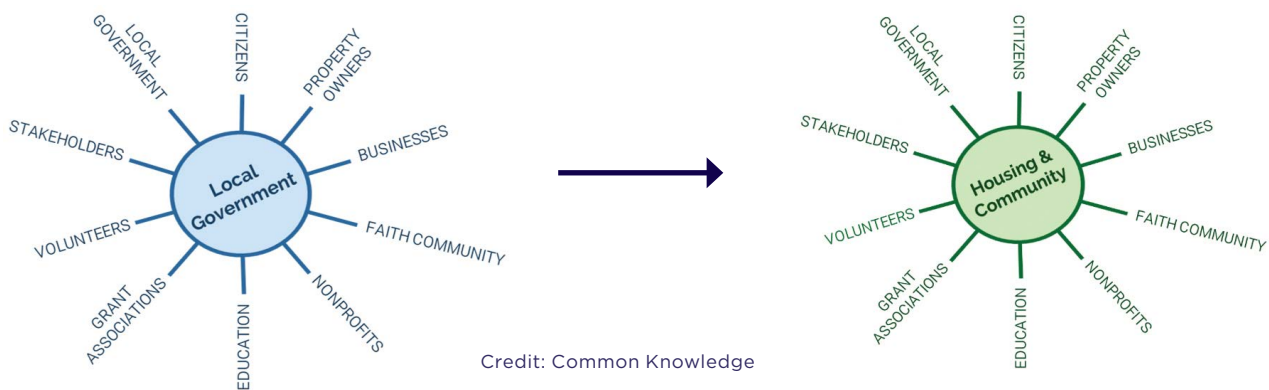 LOCAL
GOVERNMENT
CITIZENS
PROPERTY
OWNERS
BUSINESSES
FAITH COMMUNITY
NONPROFITS
EDUCATION
GRANT
ASSOCIATIONS
VOLUNTEERS
STAKEHOLDERS
Local
Government
LOCAL
GOVERNMENT
CITIZENS
PROPERTY
OWNERS
BUSINESSES
FAITH COMMUNITY
NONPROFITS
EDUCATION
GRANT
ASSOCIATIONS
VOLUNTEERS
STAKEHOLDERS
Housing &
Community
Credit: Common Knowledge